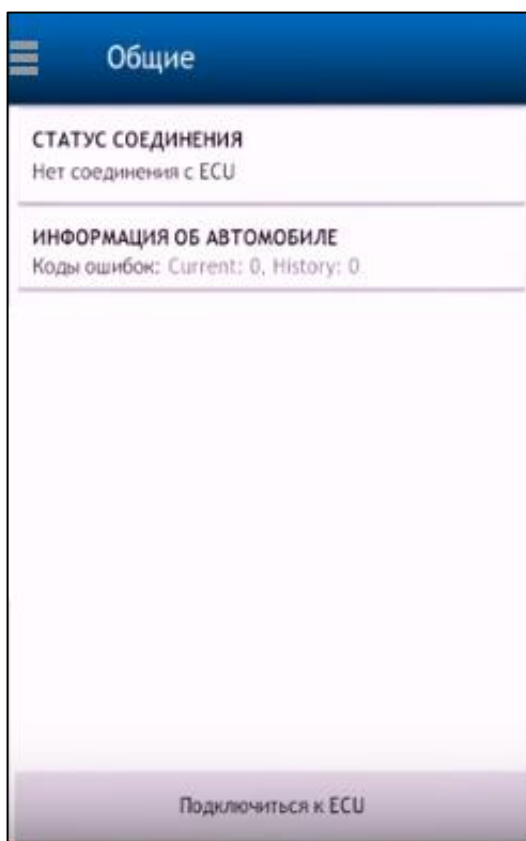 Общие
СТАТУС СОЕДИНЕНИЯ
Нет соединения с ECU
ИНФОРМАЦИЯ ОБ АВТОМОБИЛЕ
Коды ошибок: Current: 0, History: 0
Подключиться к ECU